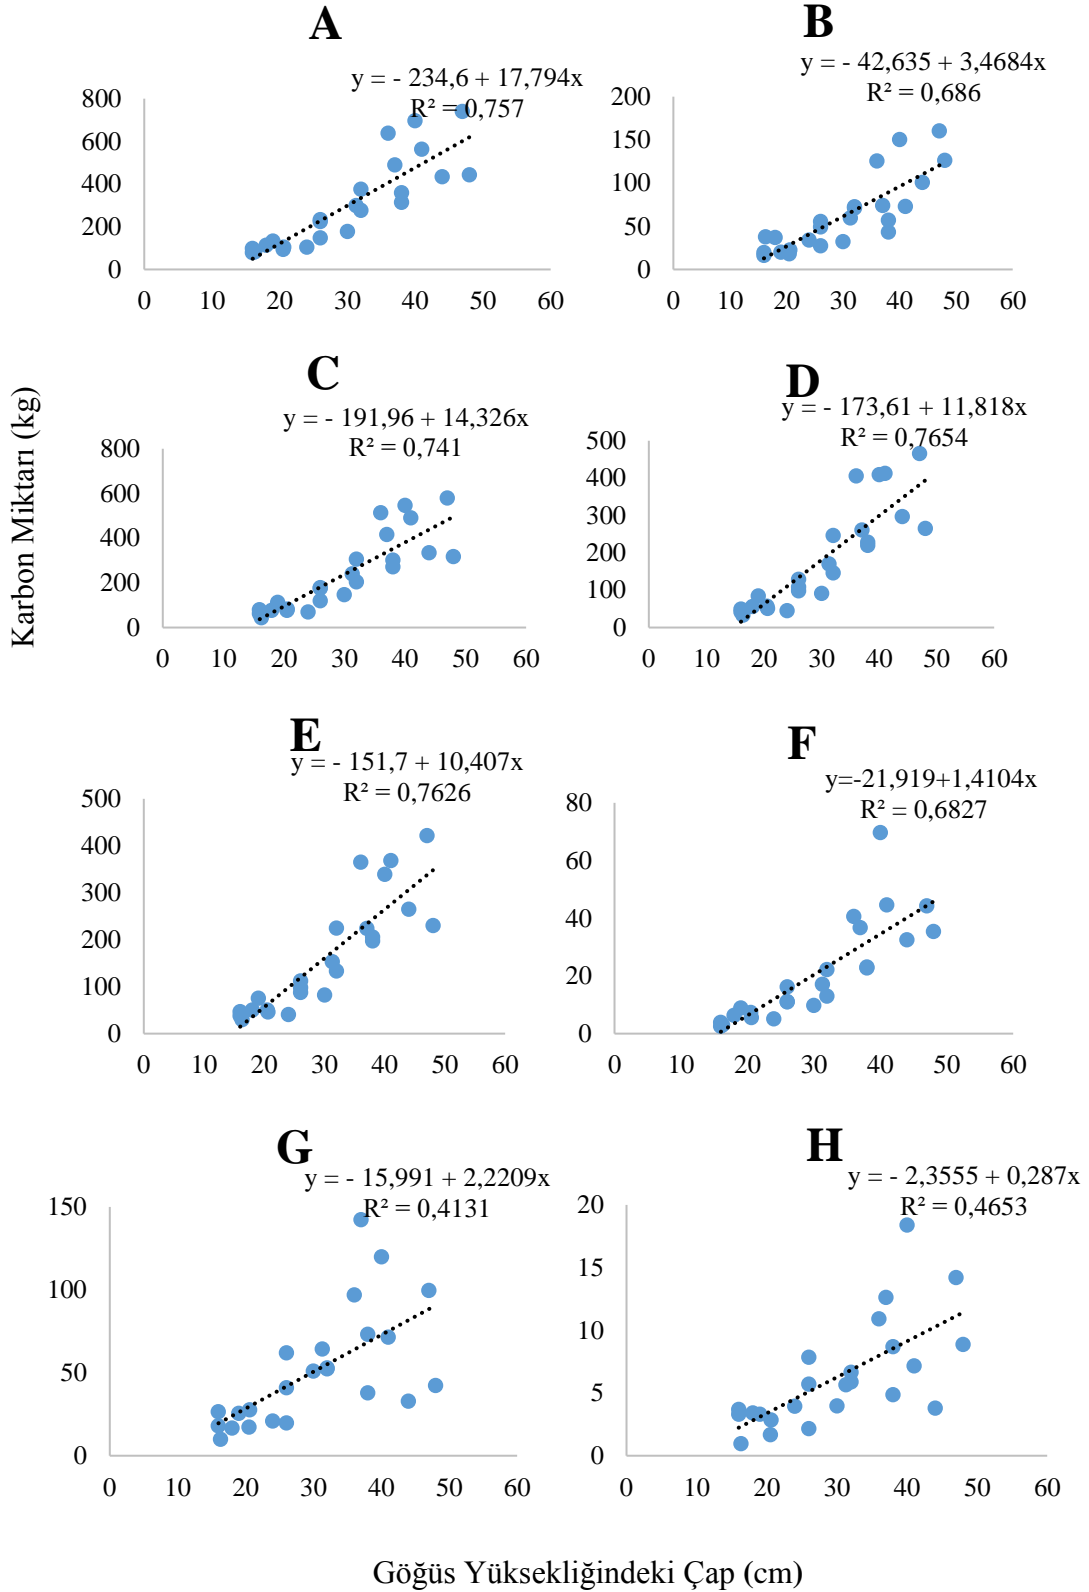 A
y = - 234,6 + 17,794x
R² = 0,757
800
600
400
200
0
0 10 20 30 40 50 60
B
y = - 42,635 + 3,4684x
R² = 0,686
200
150
100
50
0
0 10 20 30 40 50 60
Karbon Miktarı (kg)
C
y = - 191,96 + 14,326x
R² = 0,741
800
600
400
200
0
0 10 20 30 40 50 60
D
y = - 173,61 + 11,818x
R² = 0,7654
500
400
300
200
100
0
0 10 20 30 40 50 60
E
y = - 151,7 + 10,407x
R² = 0,7626
500
400
300
200
100
0
0 10 20 30 40 50 60
F
y=-21,919+1,4104x
R² = 0,6827
80
60
40
20
0
0 10 20 30 40 50 60
G
y = - 15,991 + 2,2209x
R² = 0,4131
150
100
50
0
0 10 20 30 40 50 60
H
y = - 2,3555 + 0,287x
R² = 0,4653
20
15
10
5
0
0 10 20 30 40 50 60
Göğüs Yüksekliğindeki Çap (cm)